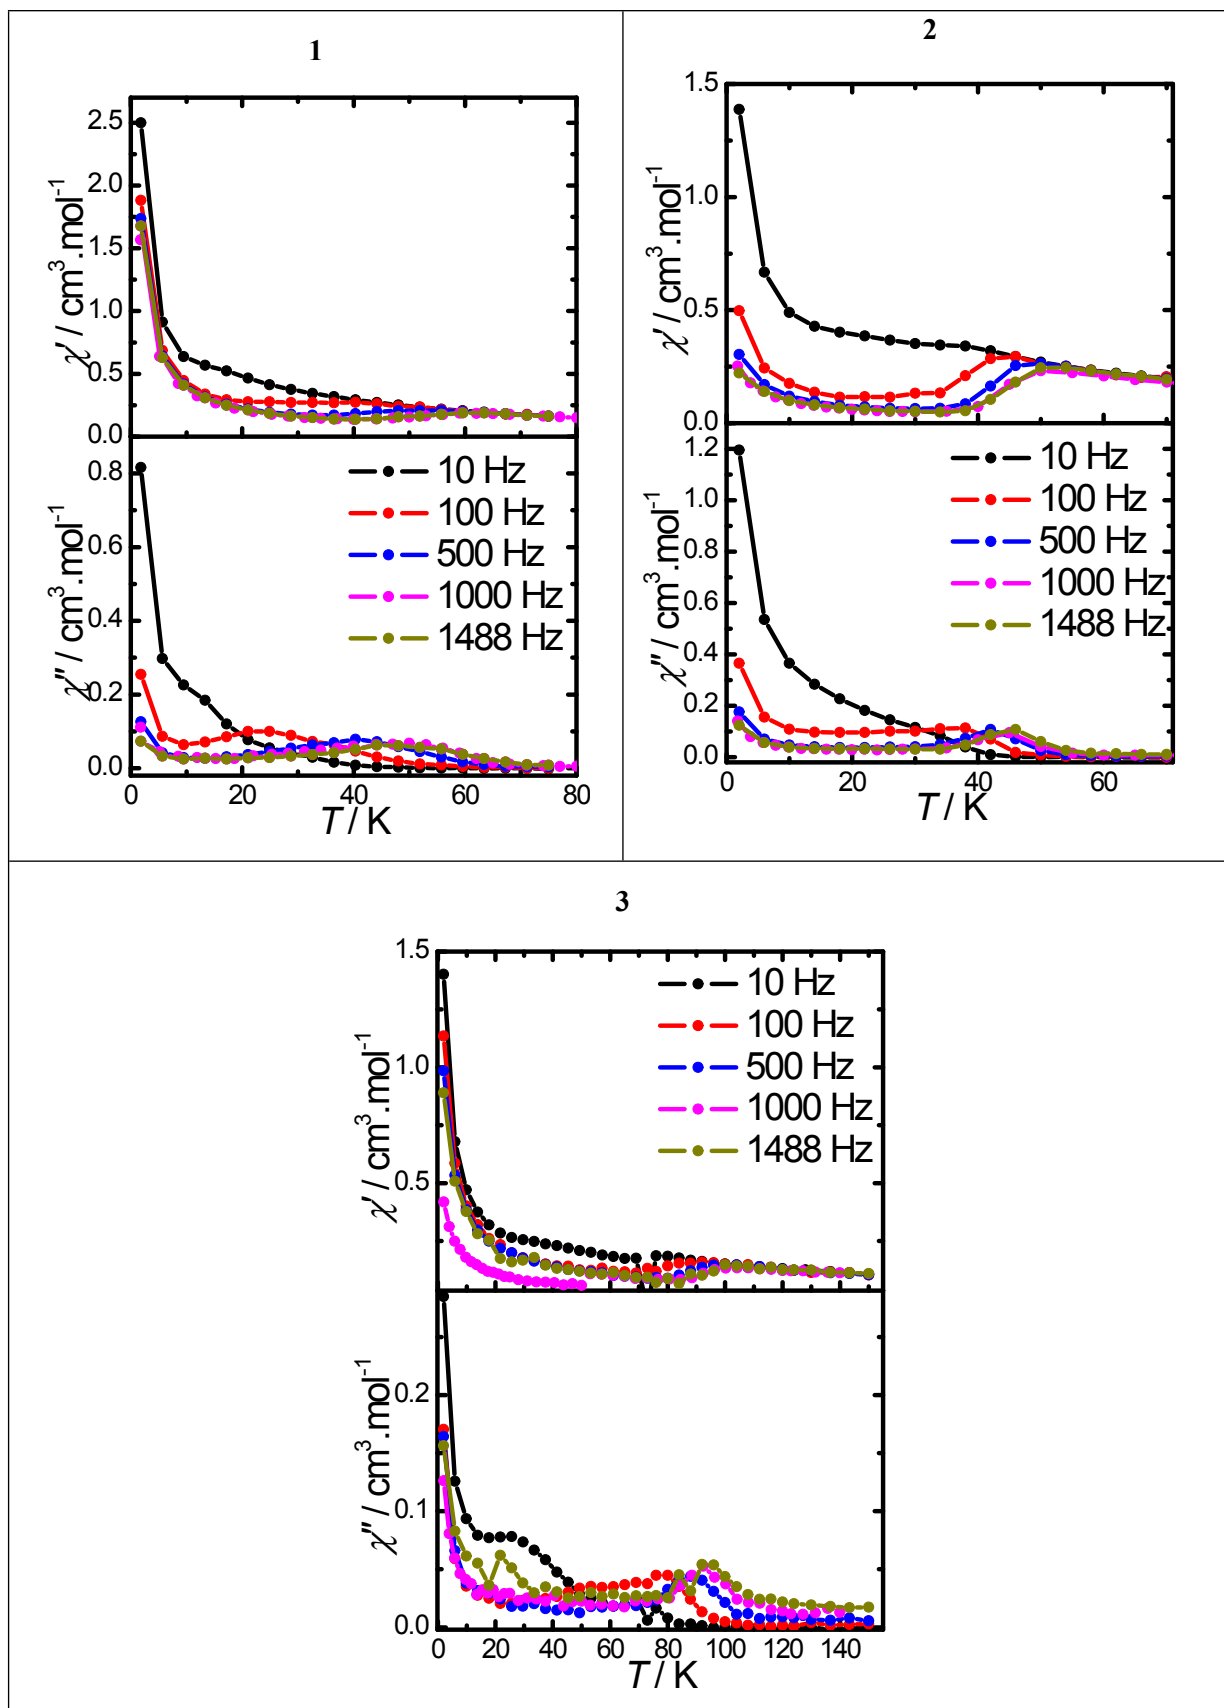 1
2.5
2.0
1.5
1.0
0.5
0.0
χ' / cm³.mol⁻¹
0.8
0.6
0.4
0.2
0.0
χ'' / cm³.mol⁻¹
10 Hz
100 Hz
500 Hz
1000 Hz
1488 Hz
0 20 40 60 80
T / K
2
1.5
1.0
0.5
0.0
χ' / cm³.mol⁻¹
1.2
1.0
0.8
0.6
0.4
0.2
0.0
χ'' / cm³.mol⁻¹
10 Hz
100 Hz
500 Hz
1000 Hz
1488 Hz
0 20 40 60
T / K
3
1.5
1.0
0.5
χ' / cm³.mol⁻¹
10 Hz
100 Hz
500 Hz
1000 Hz
1488 Hz
0.2
0.1
0.0
χ'' / cm³.mol⁻¹
0 20 40 60 80 100 120 140
T / K